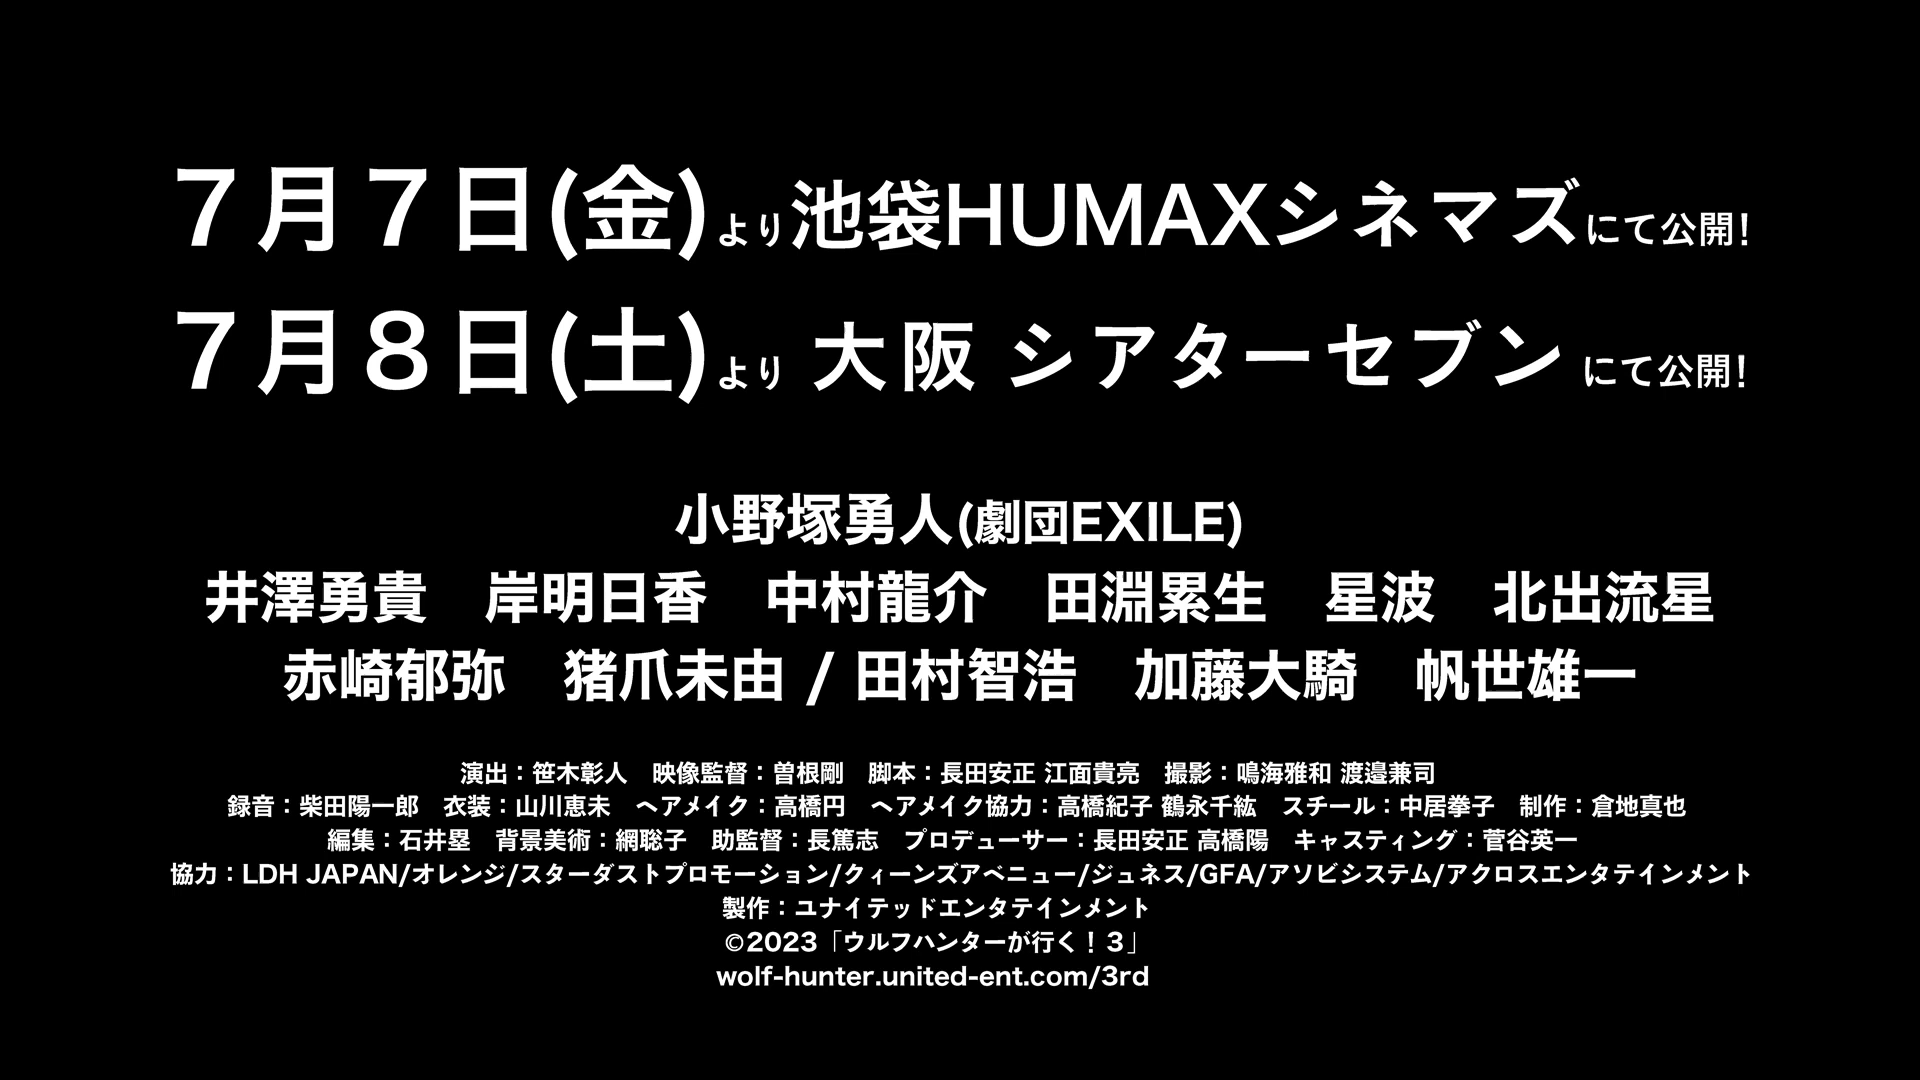 7月7日(金)より池袋HUMAXシネマズにて公開!
7月8日(土)より 大阪 シアターセブン にて公開!
小野塚勇人(劇団EXILE)
井澤勇貴 岸明日香 中村龍介 田淵累生 星波 北出流星
赤崎郁弥 猪爪未由 / 田村智浩 加藤大騎 帆世雄一
演出：笹木彰人 映像監督：曽根剛 脚本：長田安正 江面貴亮 撮影：鳴海雅和 渡邉兼司
録音：柴田陽一郎 衣装：山川恵未 ヘアメイク：高橋円 ヘアメイク協力：高橋紀子 鶴永千紘 スチール：中居拳子 制作：倉地真也
編集：石井塁 背景美術：網聡子 助監督：長篤志 プロデューサー：長田安正 高橋陽 キャスティング：菅谷英一
協力：LDH JAPAN/オレンジ/スターダストプロモーション/クィーンズアベニュー/ジュネス/GFA/アソビシステム/アクロスエンタテインメント
製作：ユナイテッドエンタテインメント
©2023「ウルフハンターが行く！３」
wolf-hunter.united-ent.com/3rd